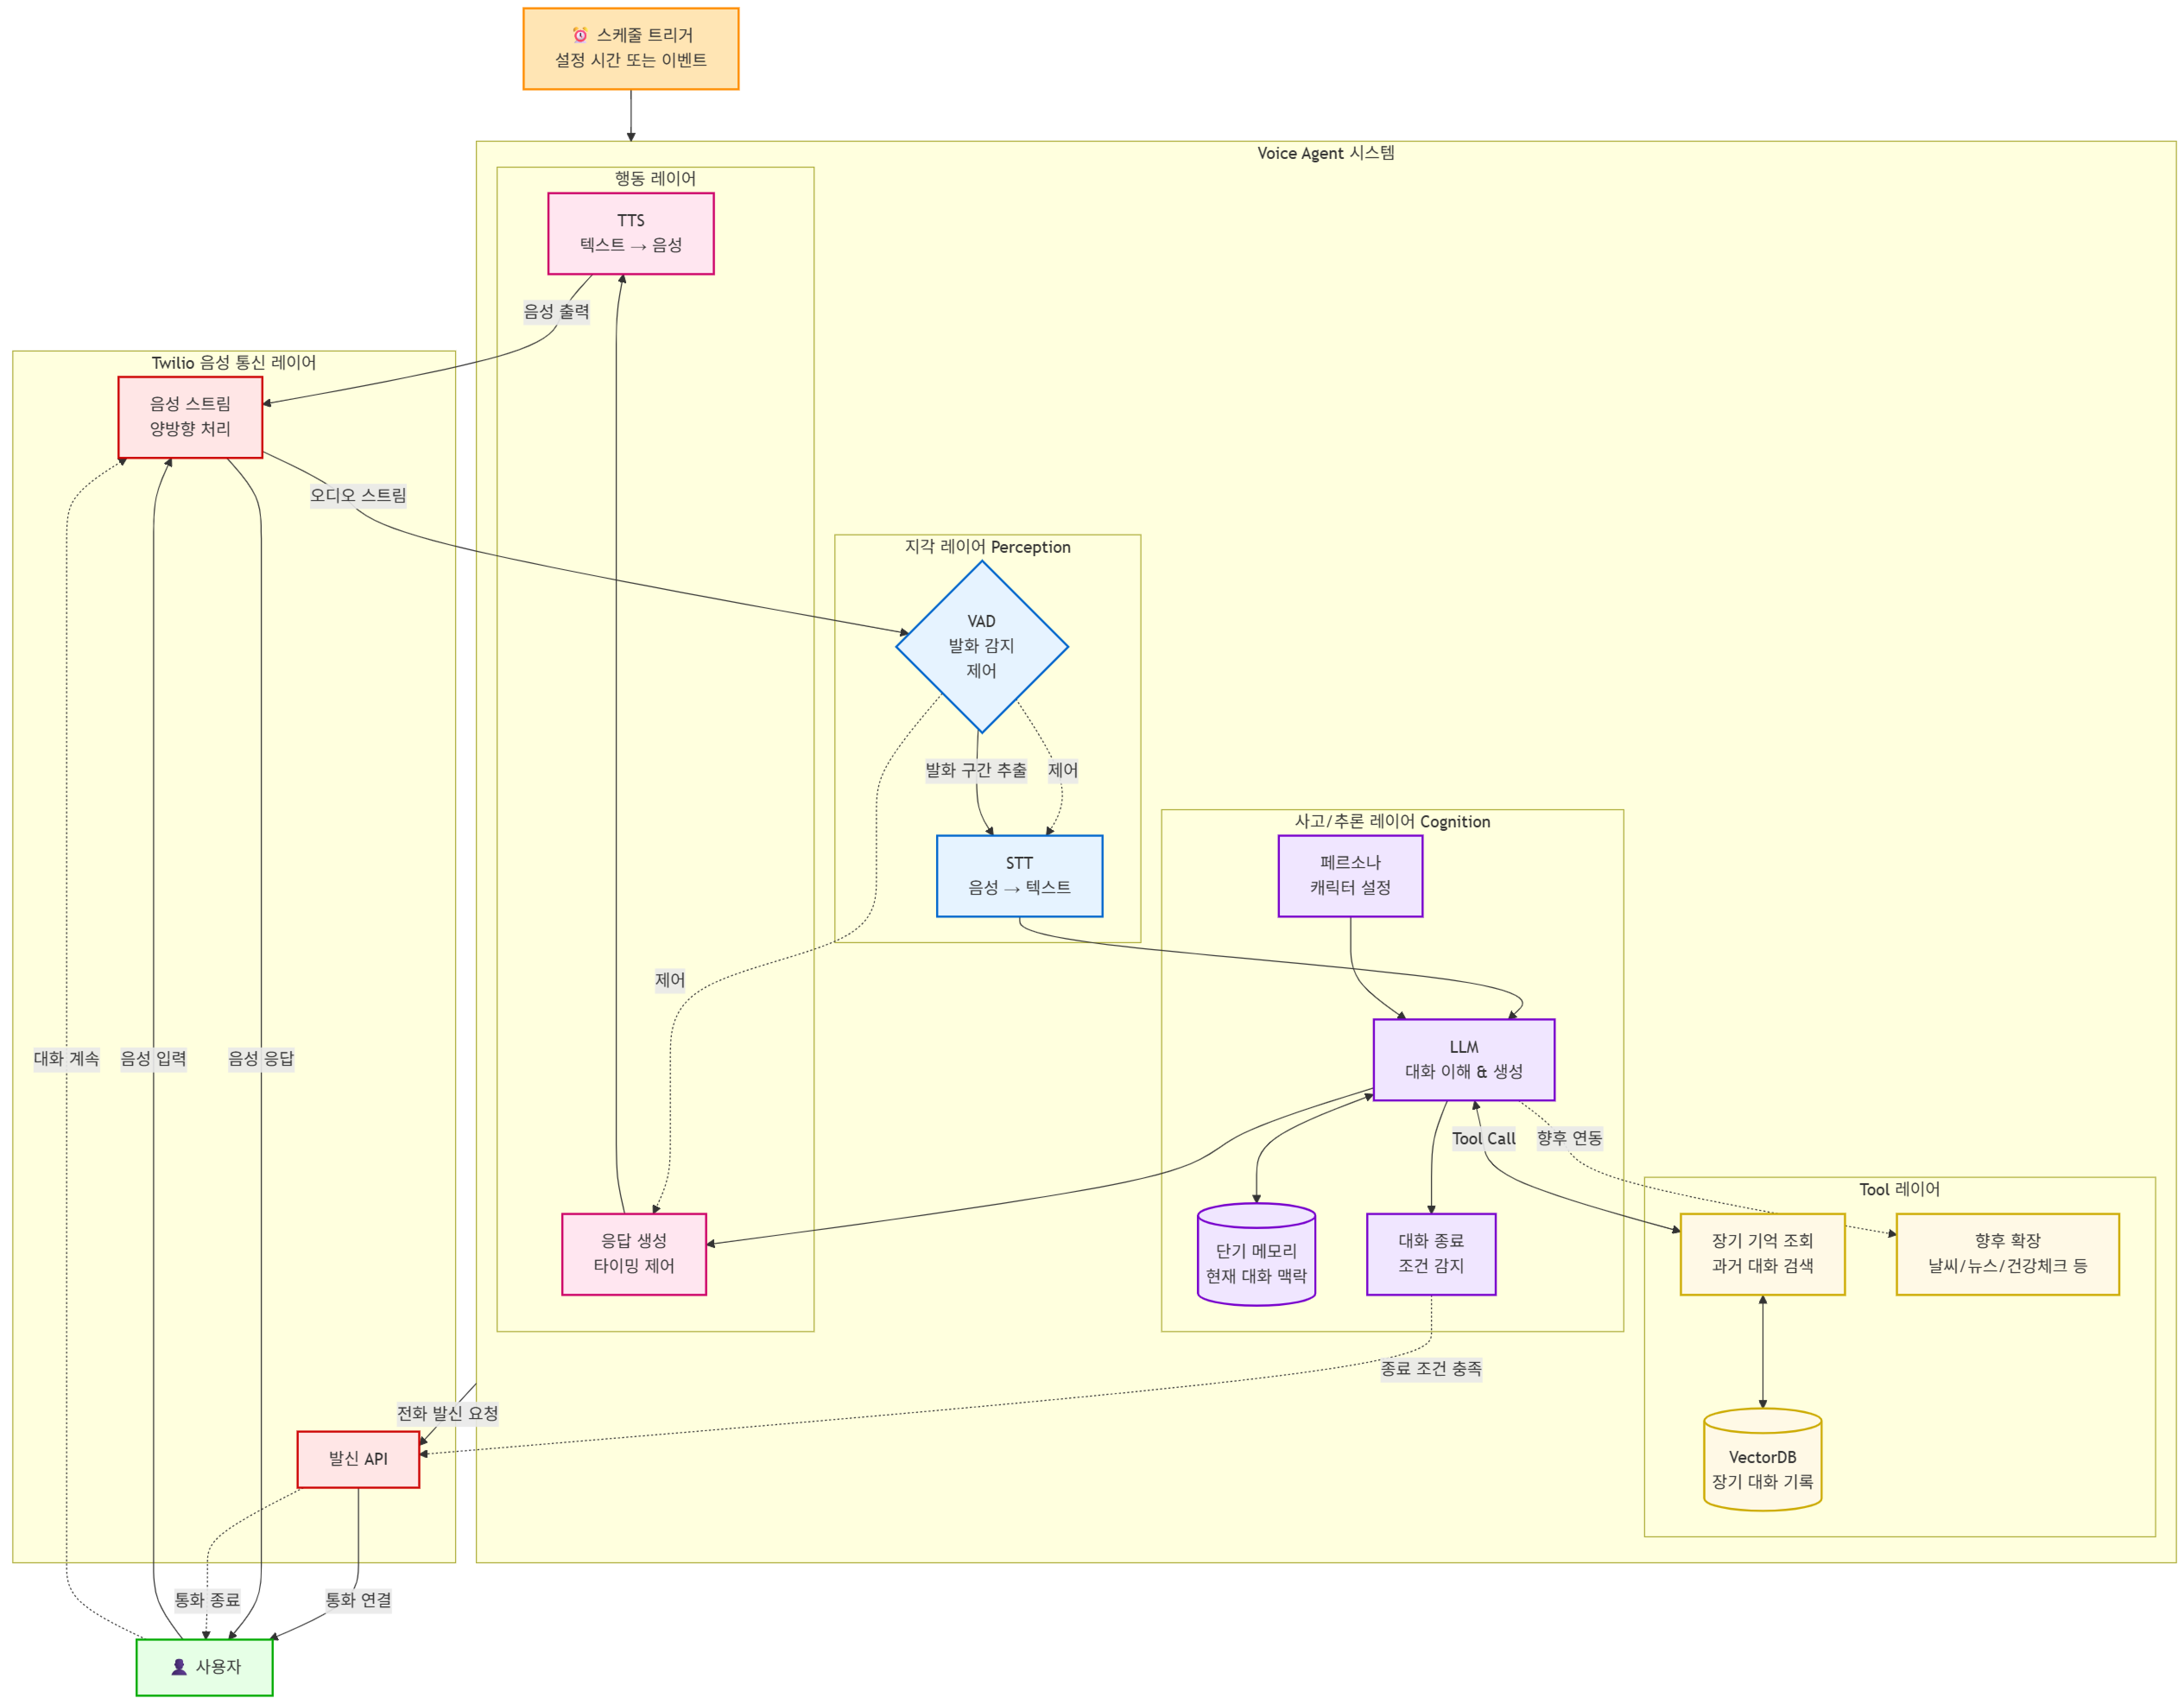 ⏰ 스케줄 트리거
설정 시간 또는 이벤트
Voice Agent 시스템
행동 레이어
TTS
텍스트 → 음성
음성 출력
Twilio 음성 통신 레이어
음성 스트림
양방향 처리
오디오 스트림
지각 레이어 Perception
VAD
발화 감지
제어
발화 구간 추출
제어
STT
음성 → 텍스트
사고/추론 레이어 Cognition
페르소나
캐릭터 설정
제어
LLM
대화 이해 & 생성
대화 계속
음성 입력
음성 응답
Tool Call
향후 연동
Tool 레이어
응답 생성
타이밍 제어
단기 메모리
현재 대화 맥락
대화 종료
조건 감지
장기 기억 조회
과거 대화 검색
향후 확장
날씨/뉴스/건강체크 등
종료 조건 충족
전화 발신 요청
발신 API
VectorDB
장기 대화 기록
통화 종료
통화 연결
👤 사용자